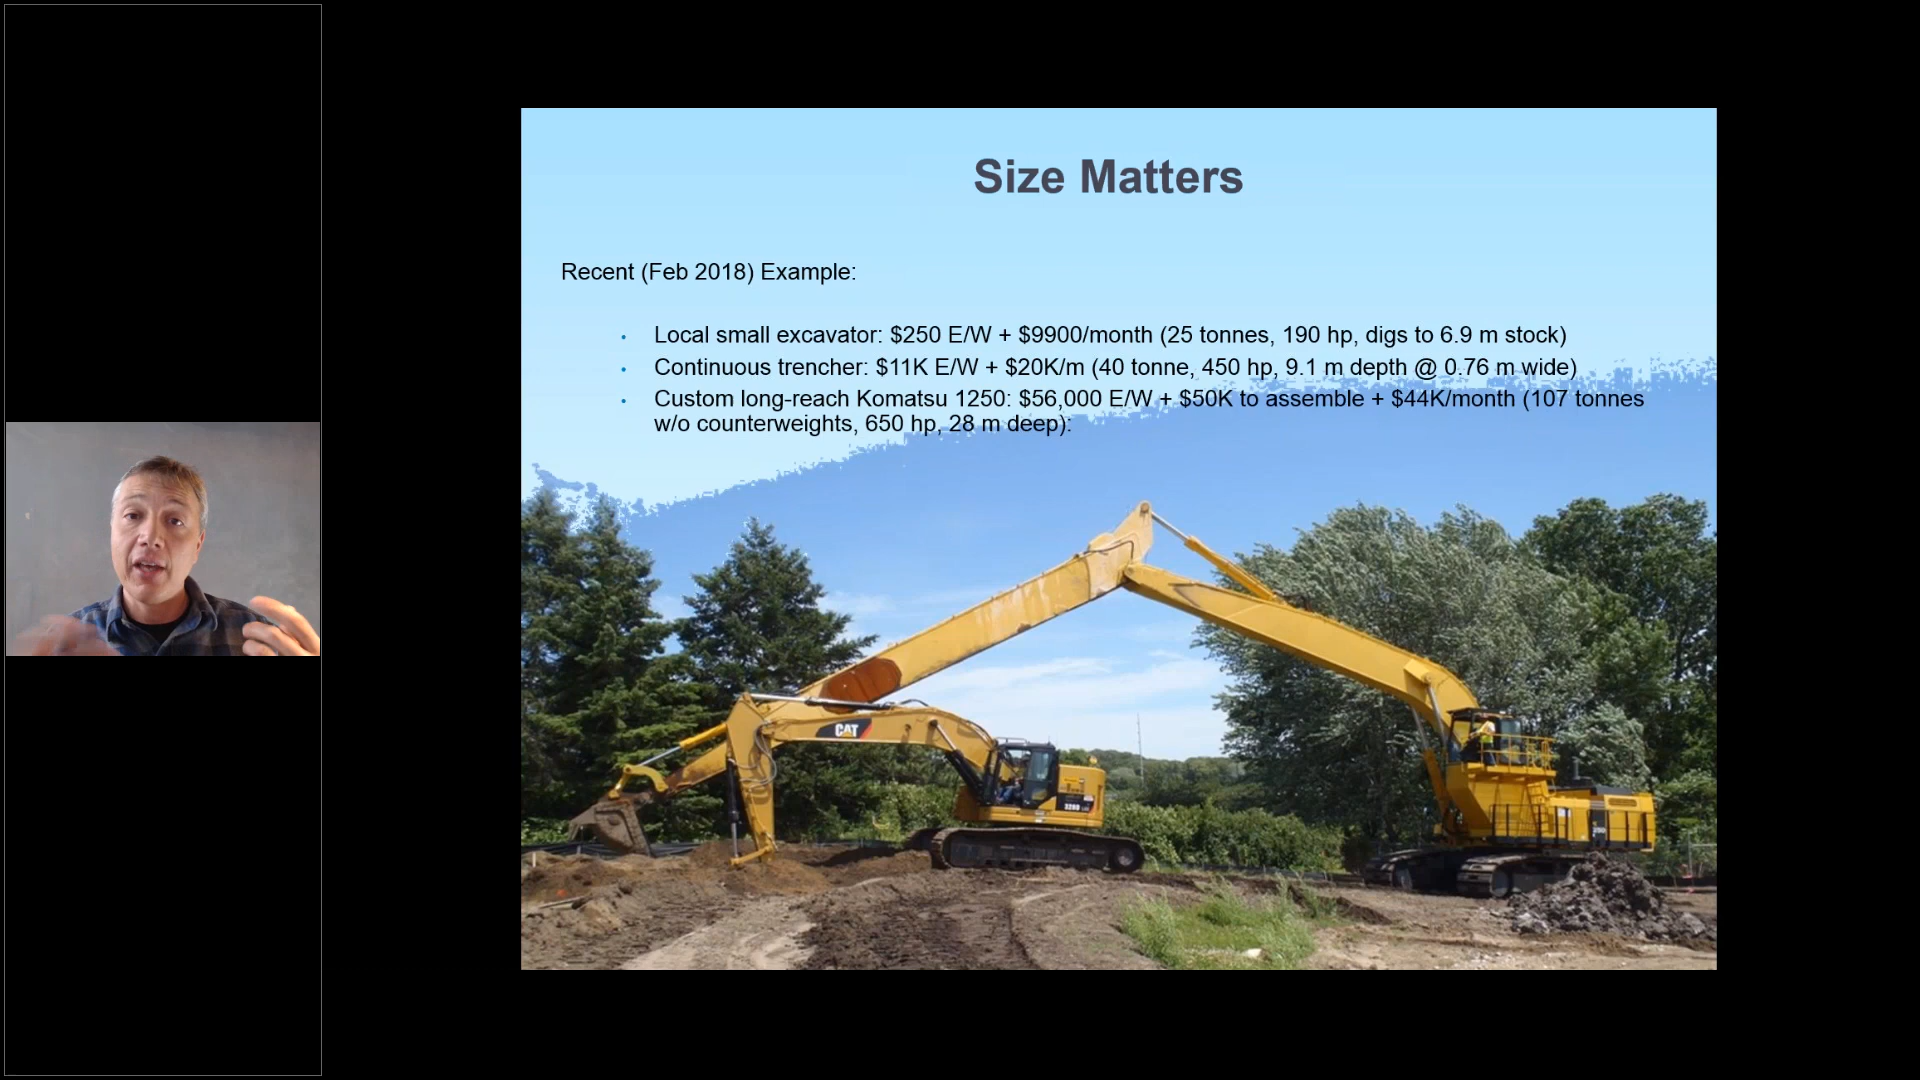 Size Matters
Recent (Feb 2018) Example:
• Local small excavator: $250 E/W + $9900/month (25 tonnes, 190 hp, digs to 6.9 m stock)
• Continuous trencher: $11K E/W + $20K/m (40 tonne, 450 hp, 9.1 m depth @ 0.76 m wide)
• Custom long-reach Komatsu 1250: $56,000 E/W + $50K to assemble + $44K/month (107 tonnes
w/o counterweights, 650 hp, 28 m deep):
CAT